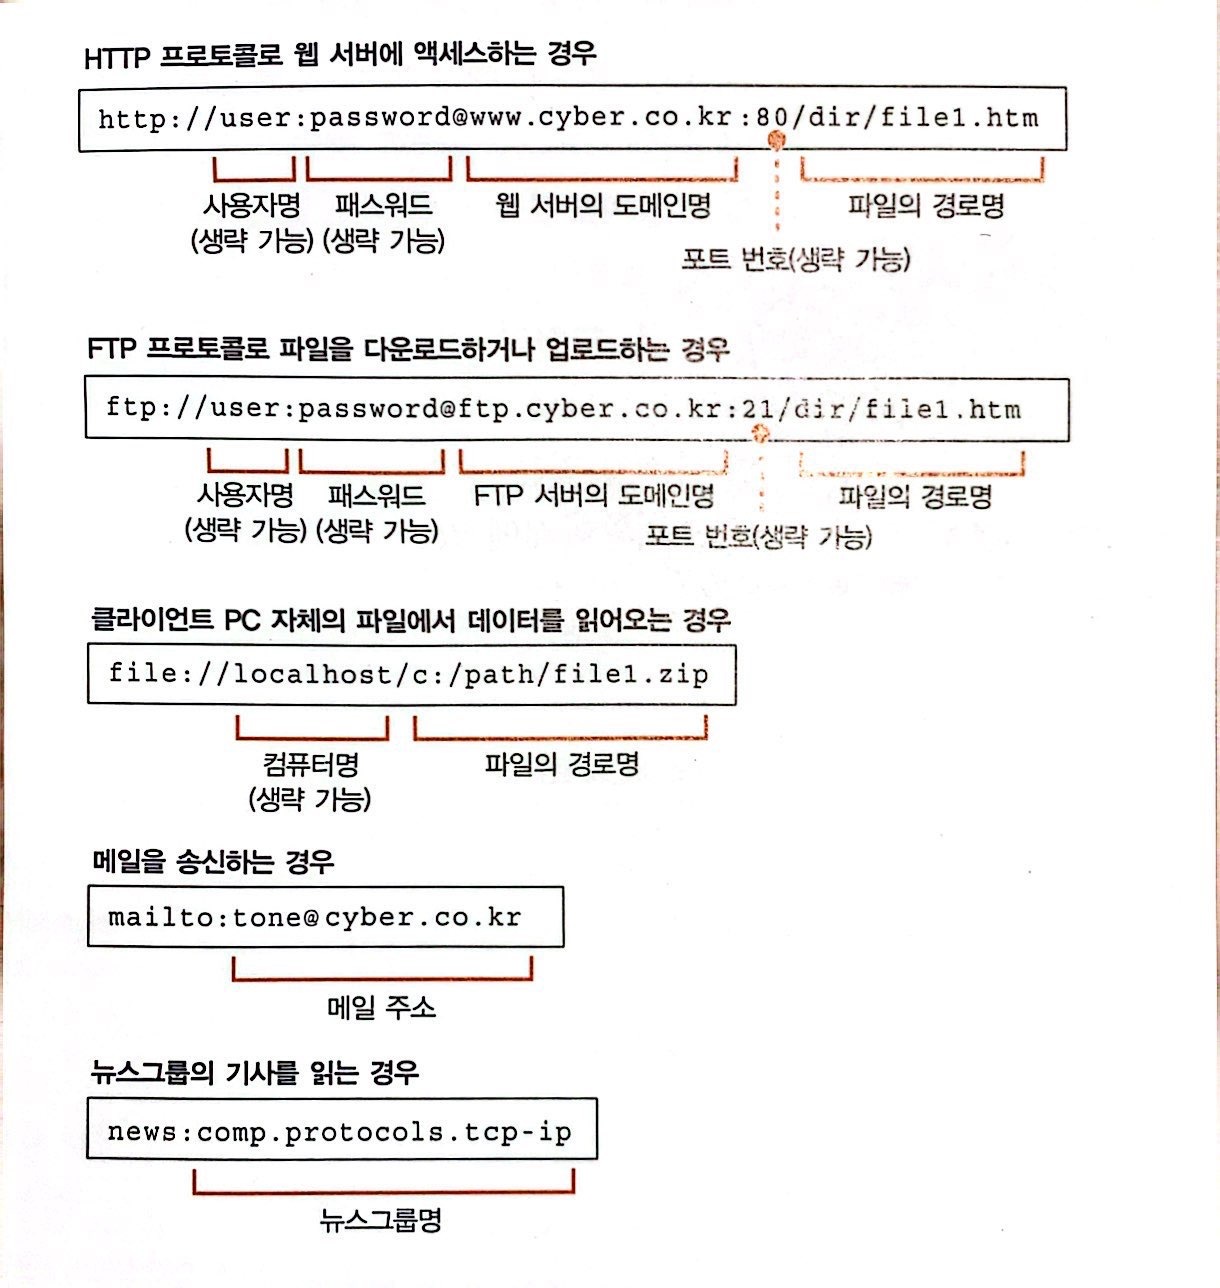 HTTP 프로토콜로 웹 서버에 액세스하는 경우
http://user:password@www.cyber.co.kr:80/dir/file1.htm
사용자명 패스워드 웹 서버의 도메인명 파일의 경로명
(생략 가능) (생략 가능)
포트 번호(생략 가능)
FTP 프로토콜로 파일을 다운로드하거나 업로드하는 경우
ftp://user:password@ftp.cyber.co.kr:21/dir/file1.htm
사용자명 패스워드 FTP 서버의 도메인명 파일의 경로명
(생략 가능) (생략 가능)
포트 번호(생략 가능)
클라이언트 PC 자체의 파일에서 데이터를 읽어오는 경우
file://localhost/c:/path/file1.zip
컴퓨터명 파일의 경로명
(생략 가능)
메일을 송신하는 경우
mailto:tone@cyber.co.kr
메일 주소
뉴스그룹의 기사를 읽는 경우
news:comp.protocols.tcp-ip
뉴스그룹명